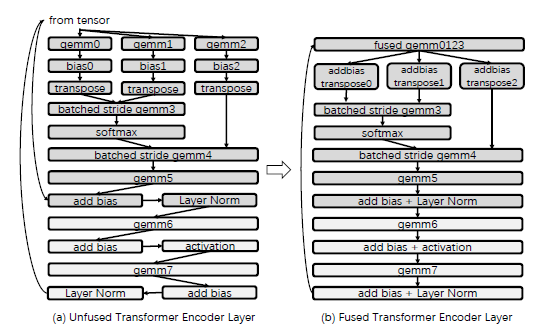 from tensor
gemm0 gemm1 gemm2
bias0 bias1 bias2
transpose transpose transpose
batched stride gemm3
softmax
batched stride gemm4
gemm5
add bias Layer Norm
gemm6
add bias activation
gemm7
Layer Norm add bias
(a) Unfused Transformer Encoder Layer
fused gemm0123
addbias addbias addbias
transpose0 transpose1 transpose2
batched stride gemm3
softmax
batched stride gemm4
gemm5
add bias + Layer Norm
gemm6
add bias + activation
gemm7
add bias + Layer Norm
(b) Fused Transformer Encoder Layer